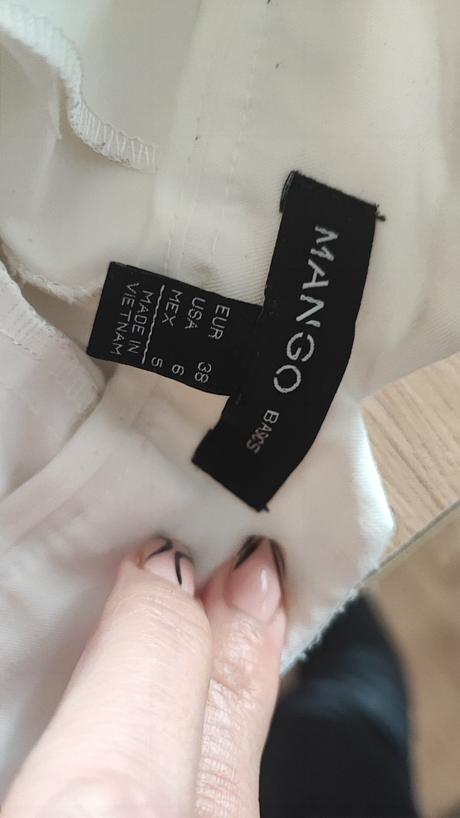 MANGO BASICS
EUR 38
USA 6
MEX 5
MADE IN
VIETNAM